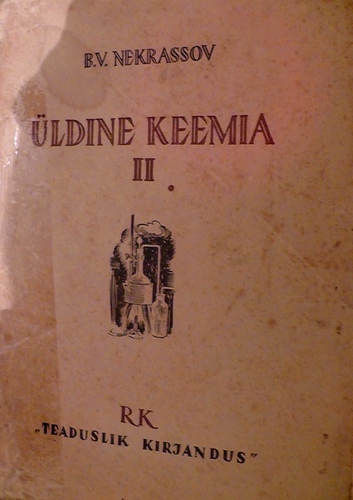 B.V. NEKRASSOV
ÜLDINE KEEMIA
II
RK
„TEADUSLIK KIRJANDUS”